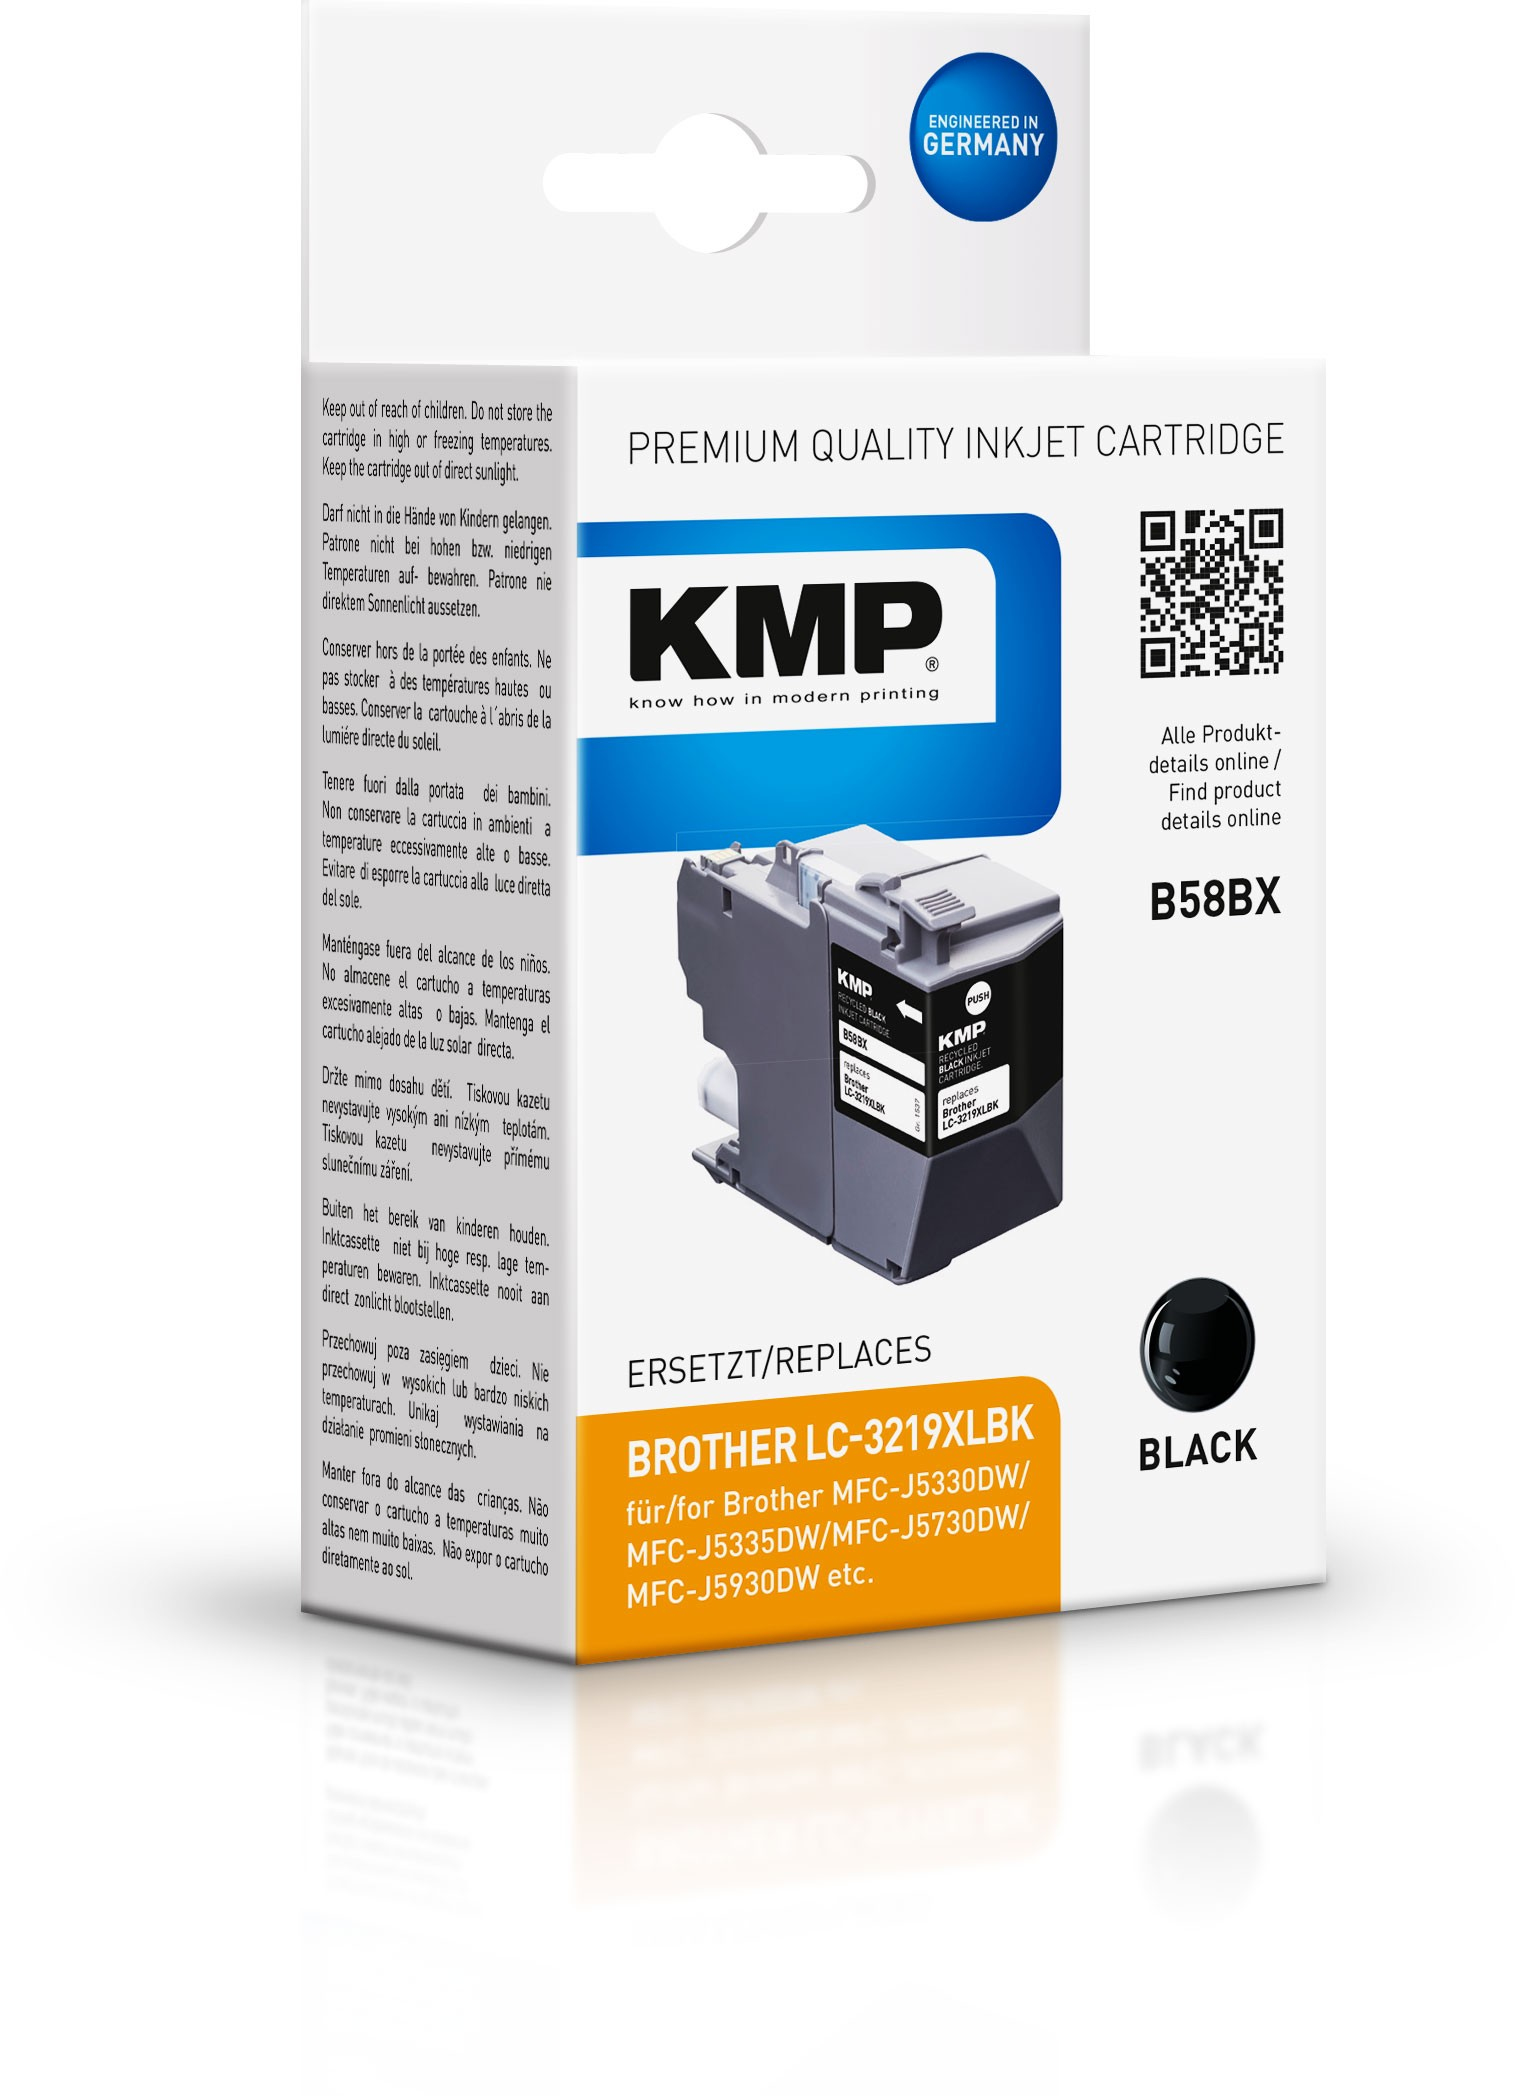 ENGINEERED IN
GERMANY
Keep out of reach of children. Do not store the
cartridge in high or freezing temperatures.
Keep the cartridge out of direct sunlight.
Darf nicht in die Hände von Kindern gelangen.
Patrone nicht bei hohen bzw. niedrigen
Temperaturen auf- bewahren. Patrone nie
direktem Sonnenlicht aussetzen.
Conserver hors de la portée des enfants. Ne
pas stocker à des températures hautes ou
basses. Conserver la cartouche à l´abris de la
lumiére directe du soleil.
Tenere fuori dalla portata dei bambini.
Non conservare la cartuccia in ambienti a
temperature eccessivamente alte o basse.
Evitare di esporre la cartuccia alla luce diretta
del sole.
Manténgase fuera del alcance de los niños.
No almacene el cartucho a temperaturas
excesivamente altas o bajas. Mantenga el
cartucho alejado de la luz solar directa.
Držte mimo dosahu dětí. Tiskovou kazetu
nevystavujte vysokým ani nízkým teplotám.
Tiskovou kazetu nevystavujte přímému
slunečnímu záření.
Buiten het bereik van kinderen houden.
Inktcassette niet bij hoge resp. lage tem-
peraturen bewaren. Inktcassette nooit aan
direct zonlicht blootstellen.
Przechowuj poza zasięgiem dzieci. Nie
przechowuj w wysokich lub bardzo niskich
temperaturach. Unikaj wystawiania na
działanie promieni słonecznych.
Manter fora do alcance das crianças. Não
conservar o cartucho a temperaturas muito
altas nem muito baixas. Não expor o cartucho
diretamente ao sol.
PREMIUM QUALITY INKJET CARTRIDGE
KMP®
know how in modern printing
Alle Produkt-
details online /
Find product
details online
B58BX
KMP
RECYCLED BLACK
INKJET CARTRIDGE.
B58BX
replaces
Brother
LC-3219XLBK
Gr. 1537
PUSH
KMP
RECYCLED
BLACK INKJET
CARTRIDGE.
replaces
Brother
LC-3219XLBK
ERSETZT/REPLACES
BROTHER LC-3219XLBK
für/for Brother MFC-J5330DW/
MFC-J5335DW/MFC-J5730DW/
MFC-J5930DW etc.
BLACK